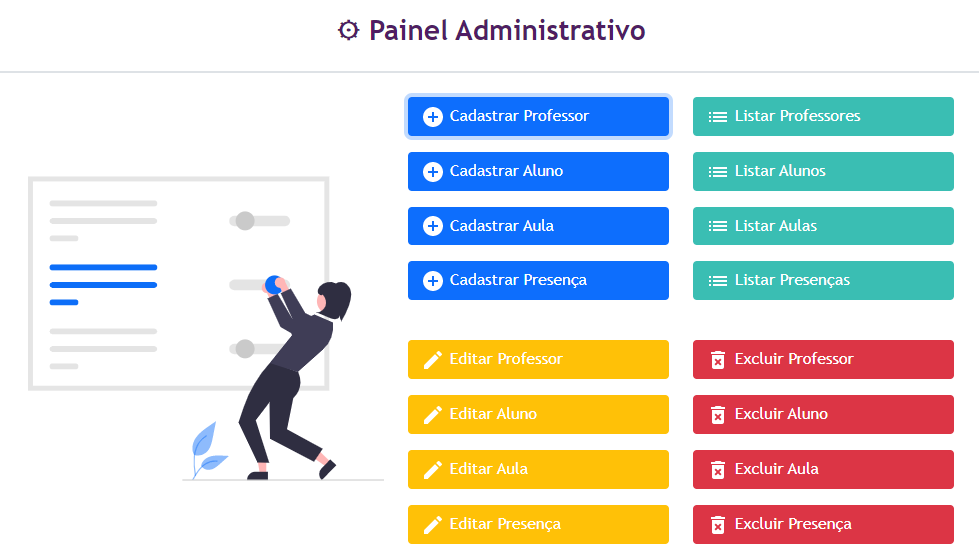 Painel Administrativo
Cadastrar Professor
Listar Professores
Cadastrar Aluno
Listar Alunos
Cadastrar Aula
Listar Aulas
Cadastrar Presença
Listar Presenças
Editar Professor
Excluir Professor
Editar Aluno
Excluir Aluno
Editar Aula
Excluir Aula
Editar Presença
Excluir Presença